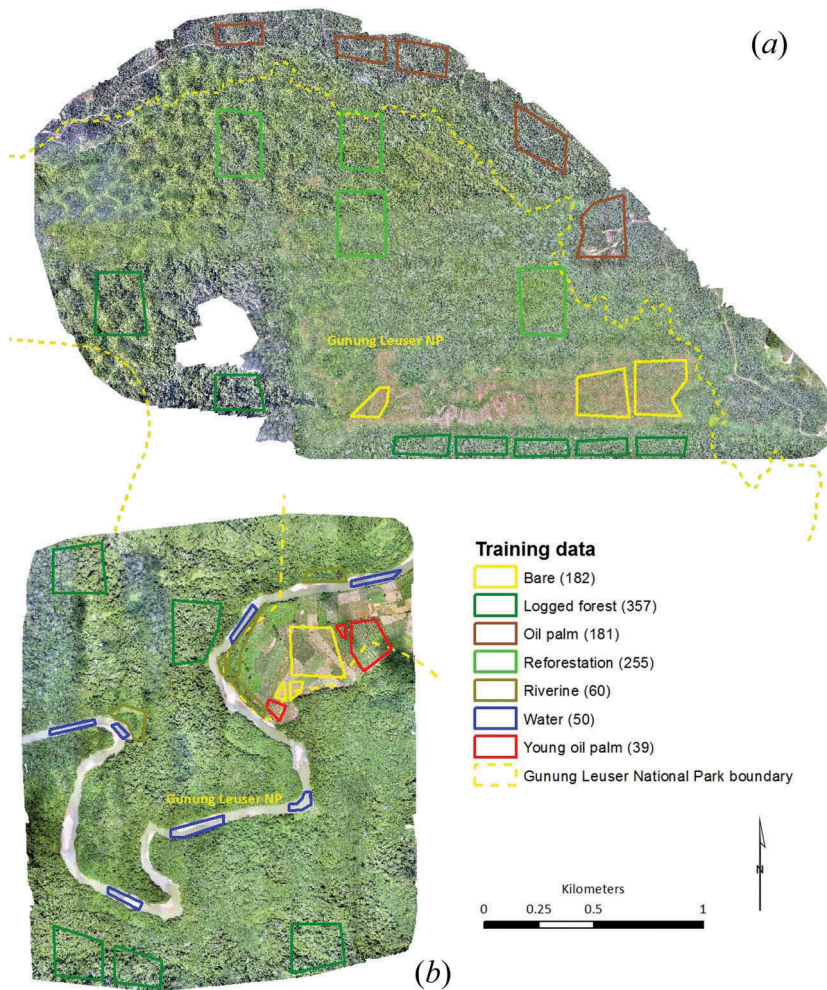 (a)
Gunung Leuser NP
Training data
Bare (182)
Logged forest (357)
Oil palm (181)
Reforestation (255)
Riverine (60)
Water (50)
Young oil palm (39)
Gunung Leuser National Park boundary
Gunung Leuser NP
N
Kilometers
0 0.25 0.5 1
(b)